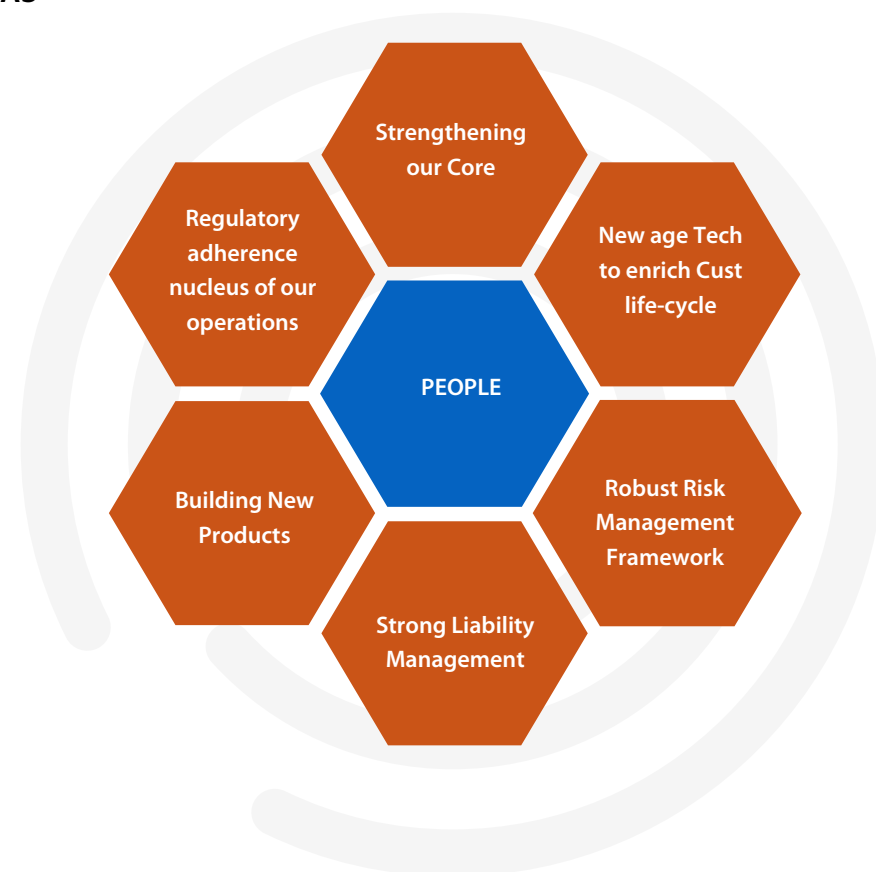 Strengthening
our Core
New age Tech
to enrich Cust
life-cycle
Robust Risk
Management
Framework
Strong Liability
Management
Building New
Products
Regulatory
adherence
nucleus of our
operations
PEOPLE